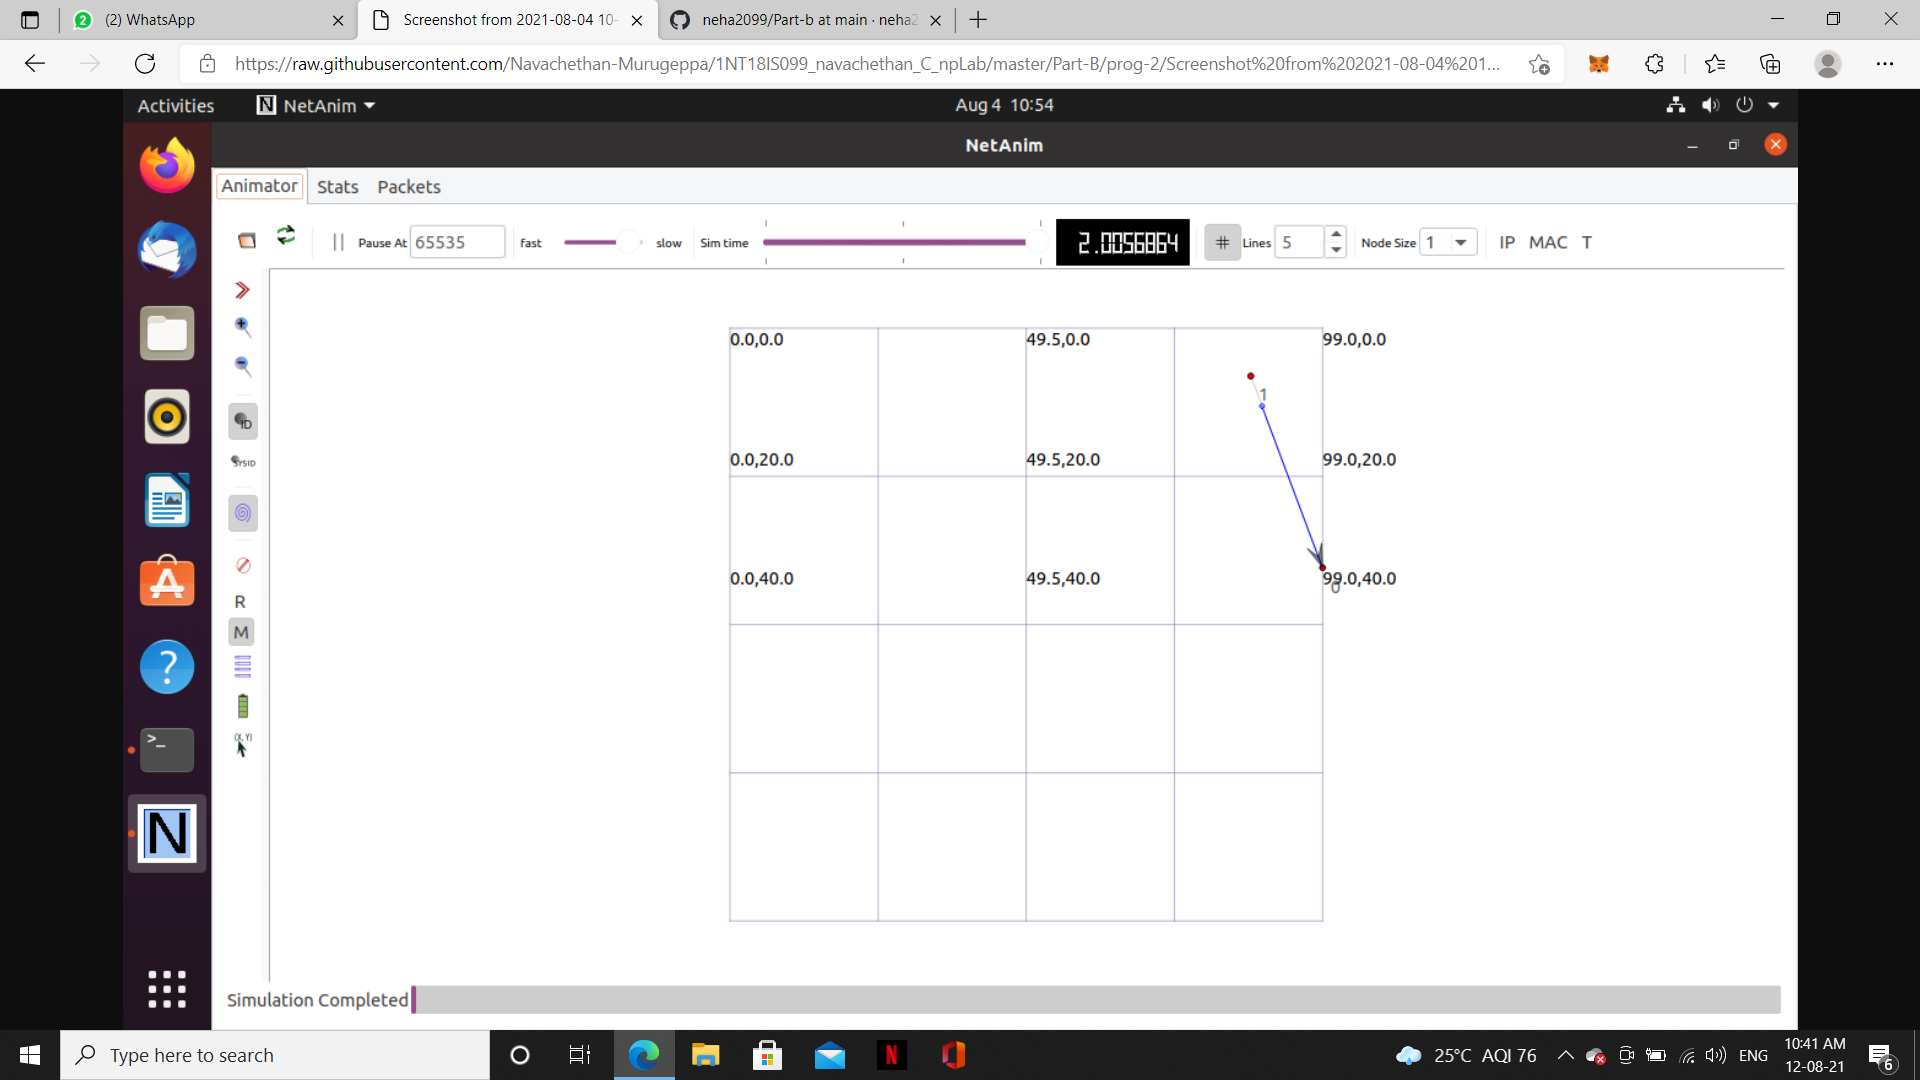 2
(2) WhatsApp
Screenshot from 2021-08-04 10-
neha2099/Part-b at main · neha2
https://raw.githubusercontent.com/Navachethan-Murugeppa/1NT18IS099_navachethan_C_npLab/master/Part-B/prog-2/Screenshot%20from%202021-08-04%201...
Activities
N NetAnim
Aug 4 10:54
NetAnim
Animator Stats Packets
Pause At 65535 fast slow Sim time 2.0056864 # Lines 5 Node Size 1 IP MAC T
0.0,0.0 49.5,0.0 99.0,0.0
1
ID
SYSID
0.0,20.0 49.5,20.0 99.0,20.0
0.0,40.0 49.5,40.0 99.0,40.0
0
R
M
(X, Y)
>_
N
Simulation Completed
Type here to search
N
25°C AQI 76
ENG
10:41 AM
12-08-21
6